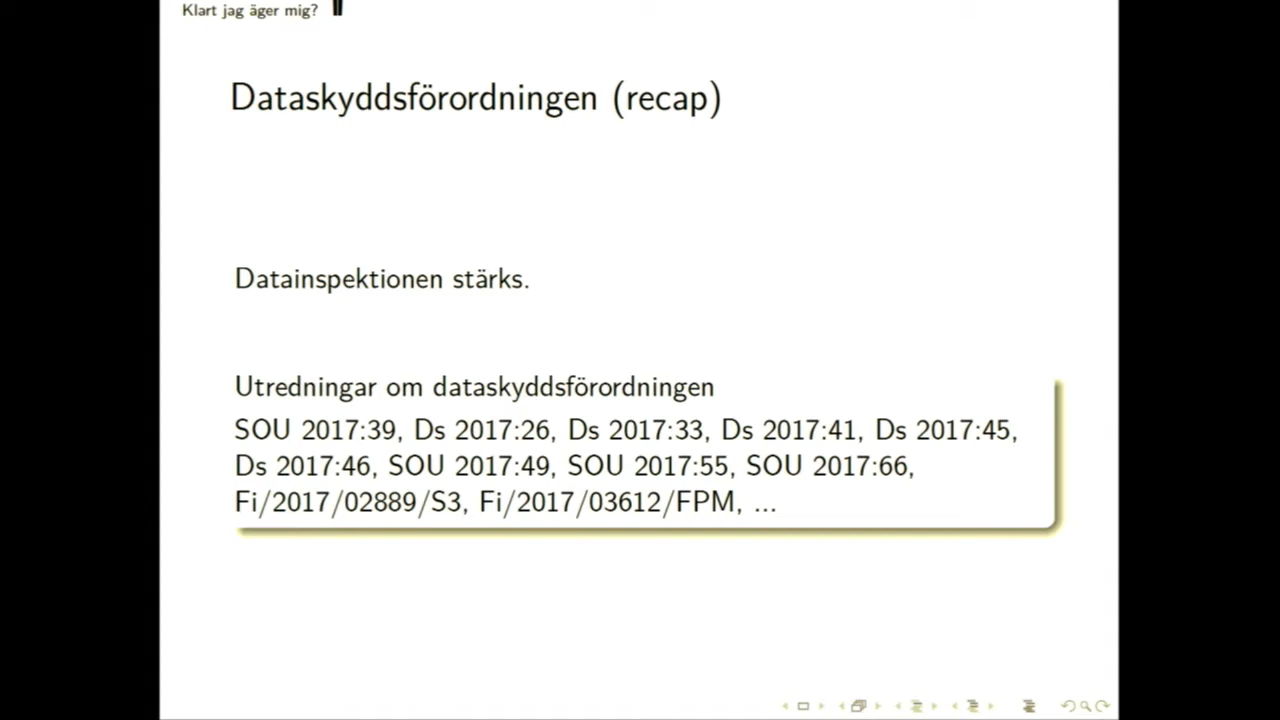 Klart jag äger mig?
Dataskyddsförordningen (recap)
Datainspektionen stärks.
Utredningar om dataskyddsförordningen
SOU 2017:39, Ds 2017:26, Ds 2017:33, Ds 2017:41, Ds 2017:45,
Ds 2017:46, SOU 2017:49, SOU 2017:55, SOU 2017:66,
Fi/2017/02889/S3, Fi/2017/03612/FPM, ...